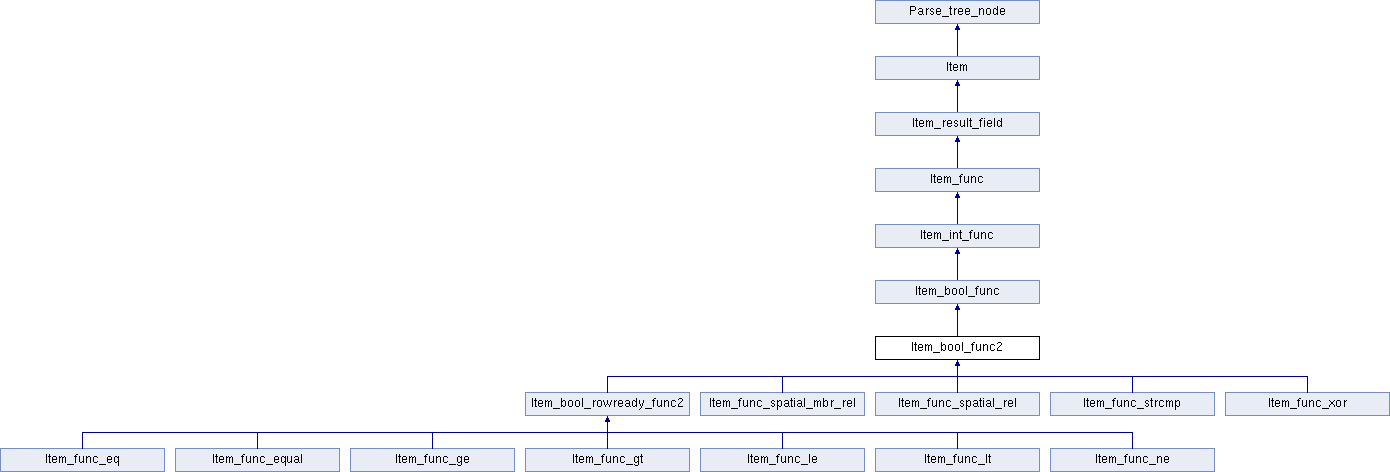 Parse_tree_node
Item
Item_result_field
Item_func
Item_int_func
Item_bool_func
Item_bool_func2
Item_bool_rowready_func2 Item_func_spatial_mbr_rel Item_func_spatial_rel Item_func_strcmp Item_func_xor
Item_func_eq Item_func_equal Item_func_ge Item_func_gt Item_func_le Item_func_lt Item_func_ne